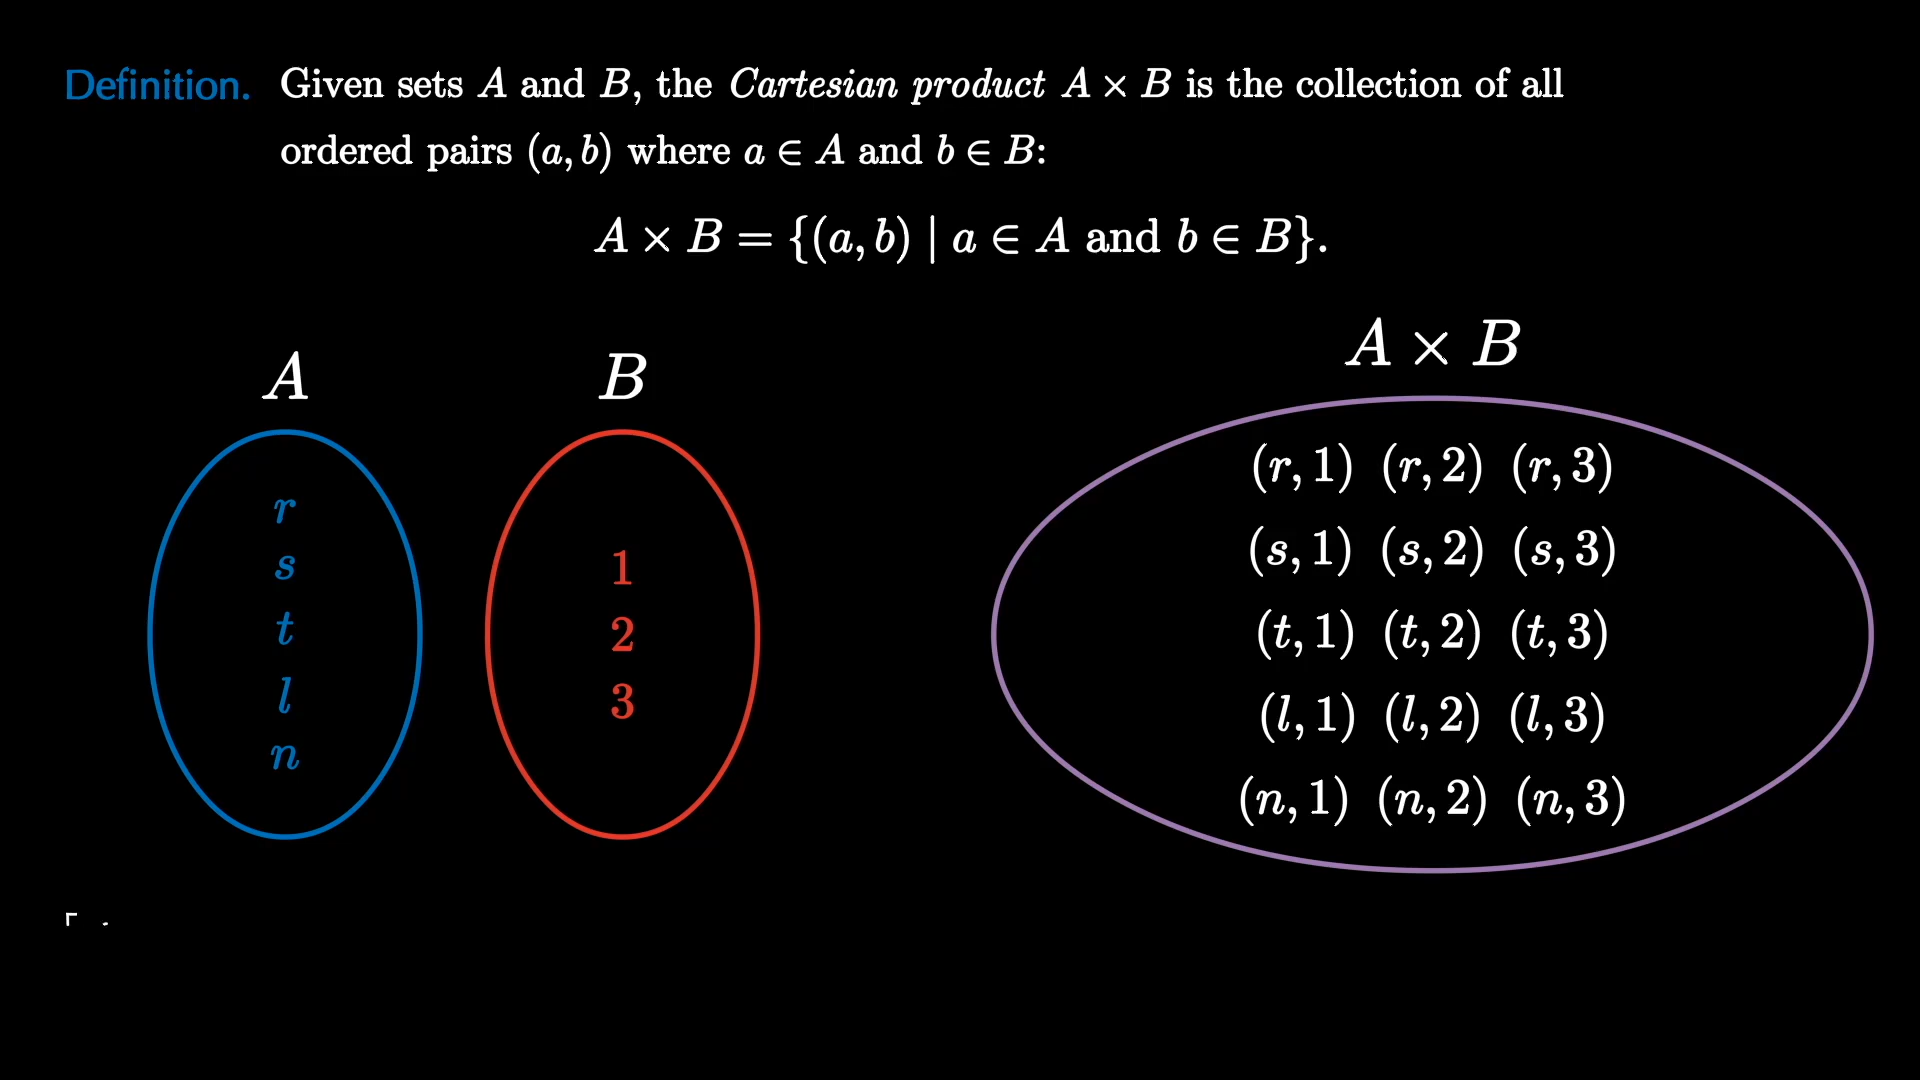 Definition. Given sets A and B, the Cartesian product A × B is the collection of all
ordered pairs (a, b) where a ∈ A and b ∈ B:
A × B = {(a, b) | a ∈ A and b ∈ B}.
A
B
A × B
r
s
t
l
n
1
2
3
(r, 1) (r, 2) (r, 3)
(s, 1) (s, 2) (s, 3)
(t, 1) (t, 2) (t, 3)
(l, 1) (l, 2) (l, 3)
(n, 1) (n, 2) (n, 3)